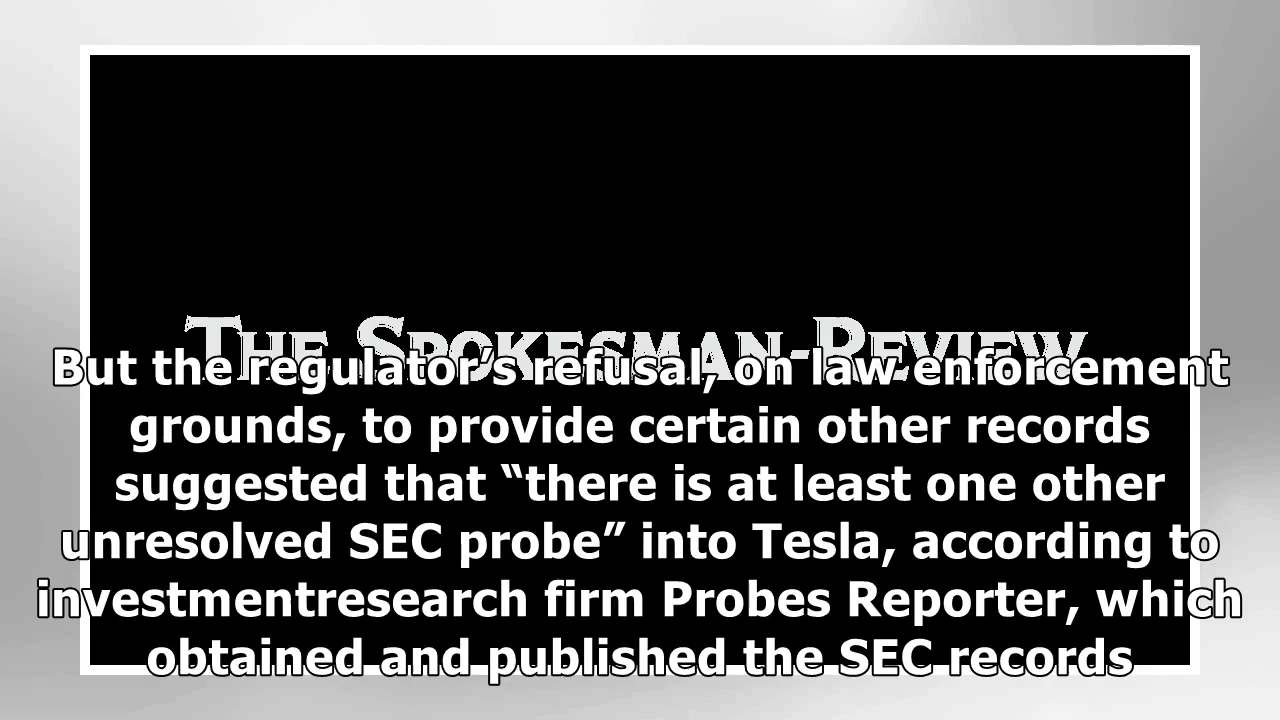 The Spokesman-Review
But the regulator’s refusal, on law enforcement
grounds, to provide certain other records
suggested that “there is at least one other
unresolved SEC probe” into Tesla, according to
investmentresearch firm Probes Reporter, which
obtained and published the SEC records